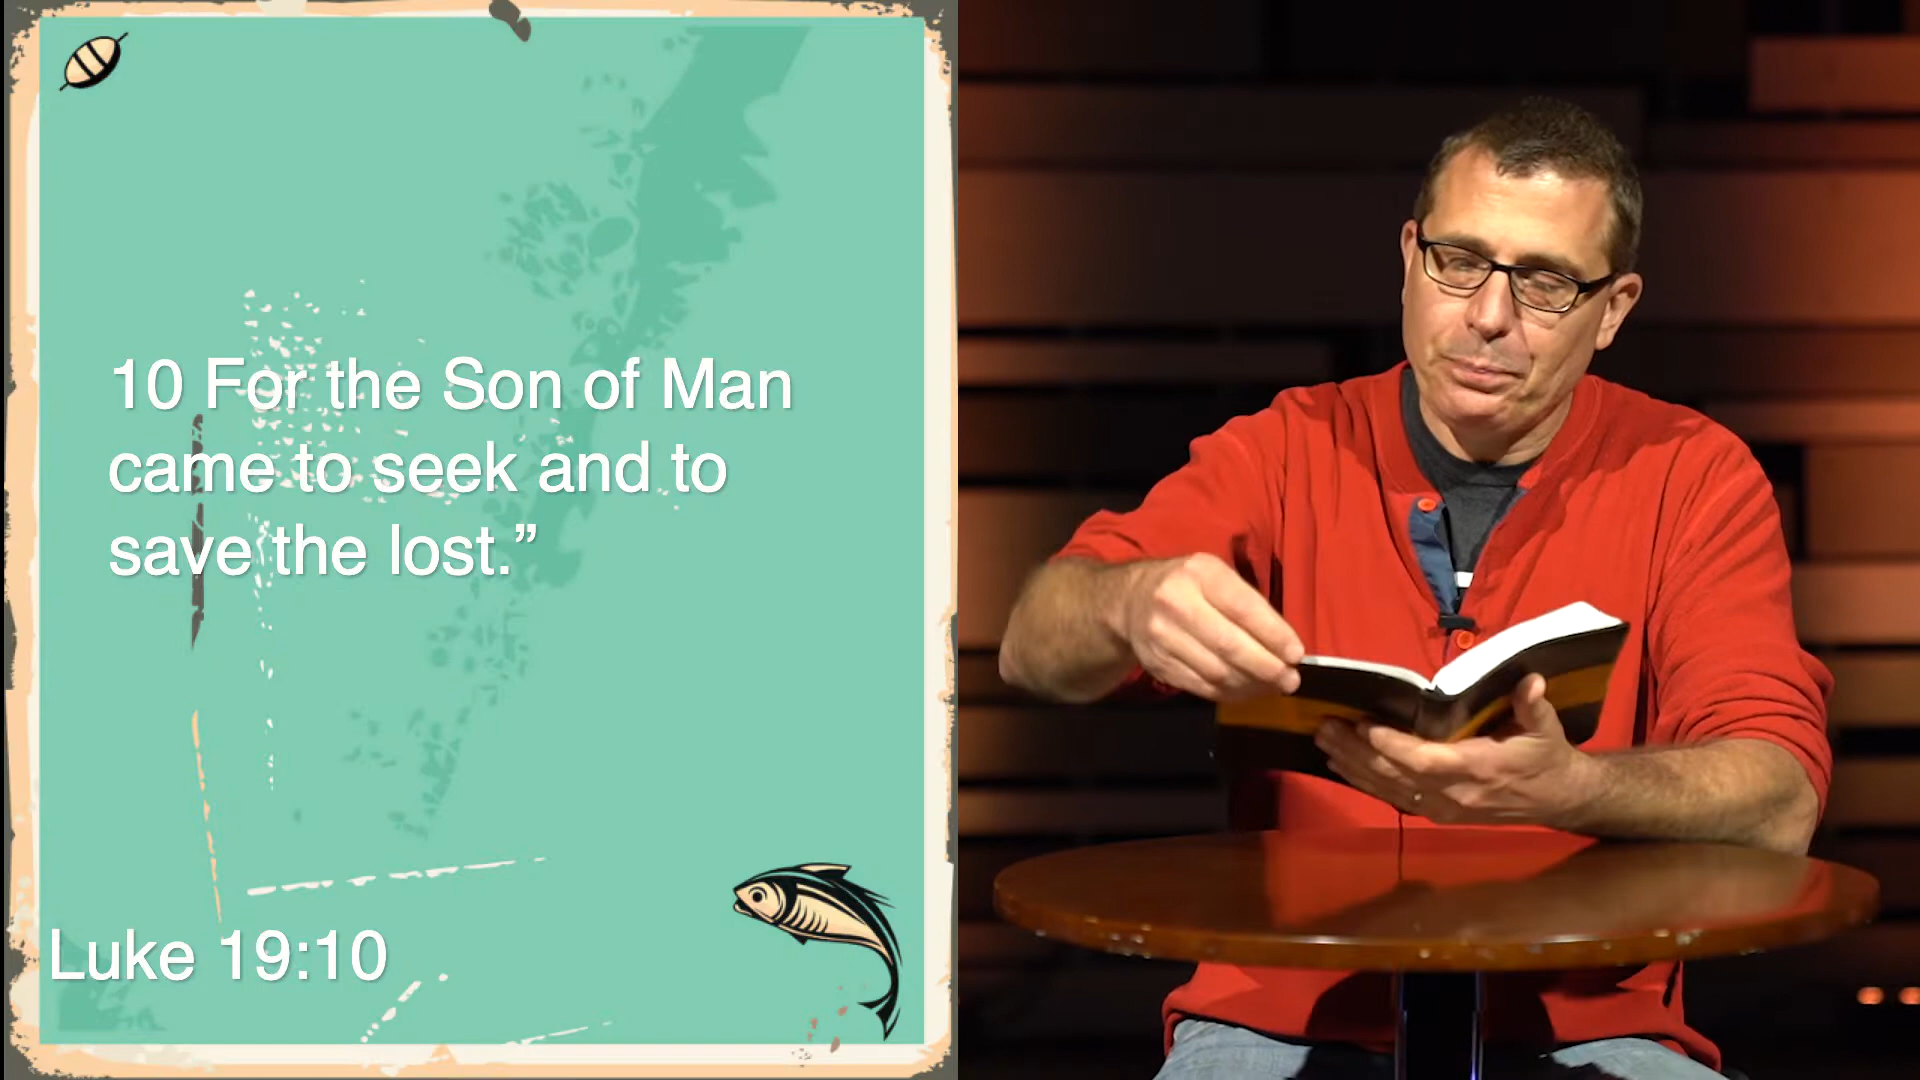 10 For the Son of Man
came to seek and to
save the lost.”
Luke 19:10